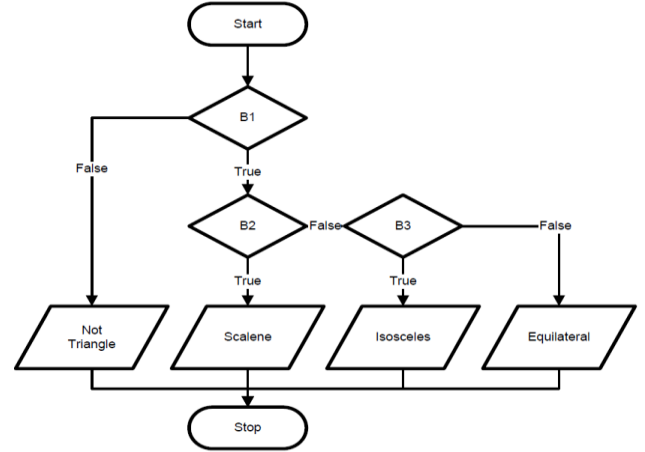 Start
B1
False
True
B2
False
B3
False
True
True
Not
Triangle
Scalene
Isosceles
Equilateral
Stop